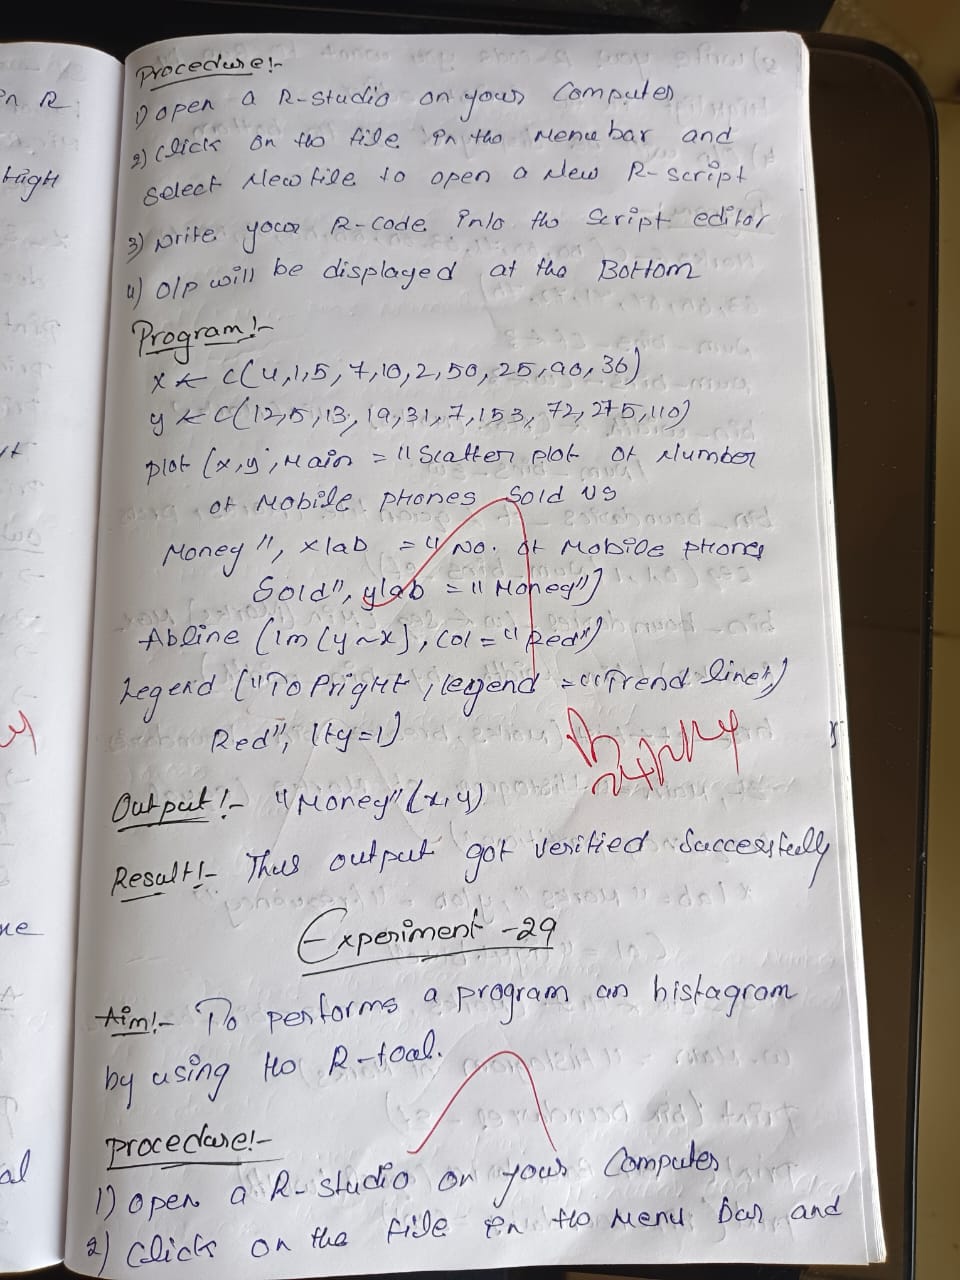 en R
High
Procedure!-
1) open a R-studio on your Computer
2) Click on the file in the Menu bar and
select New file to open a New R-script
3) Write your R-code into the Script editor
4) O/P will be displayed at the Bottom
Program!-
x <- c(4,1,5,7,10,2,50,25,90,36)
y <- c(12,5,13,19,31,7,153,72,275,110)
plot (x,y, Main = "Scatter plot of Number
of Mobile phones Sold vs
Money", xlab = "No. of Mobile phones
Sold", ylab = "Money")
Abline (lm (y~x), Col = "Red")
Legend ("To Pright, legend = "Trend line",)
Red", lty=1)
Output!- "Money" (x,y)
Result!- Thus output got verified Successfully
Experiment -29
Aim!- To performs a program an histagram
by using the R-toal.
procedure!-
1) open a R-studio on your Computer
2) Click on the file in the Menu Bar and
al